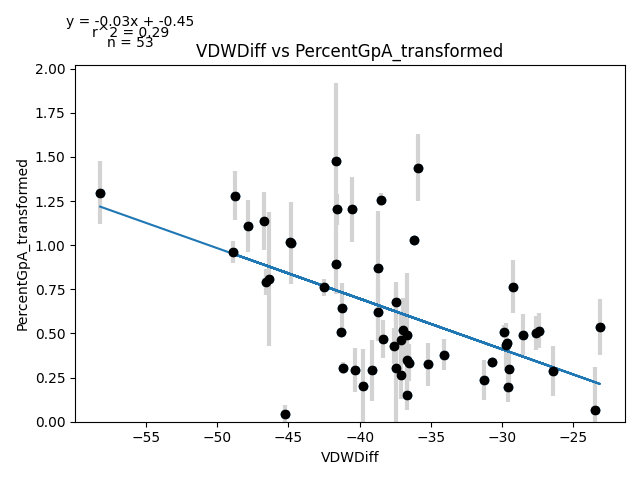 y = -0.03x + -0.45
r^2 = 0.29
n = 53
VDWDiff vs PercentGpA_transformed
2.00
1.75
1.50
1.25
1.00
0.75
0.50
0.25
0.00
PercentGpA_transformed
−55 −50 −45 −40 −35 −30 −25
VDWDiff